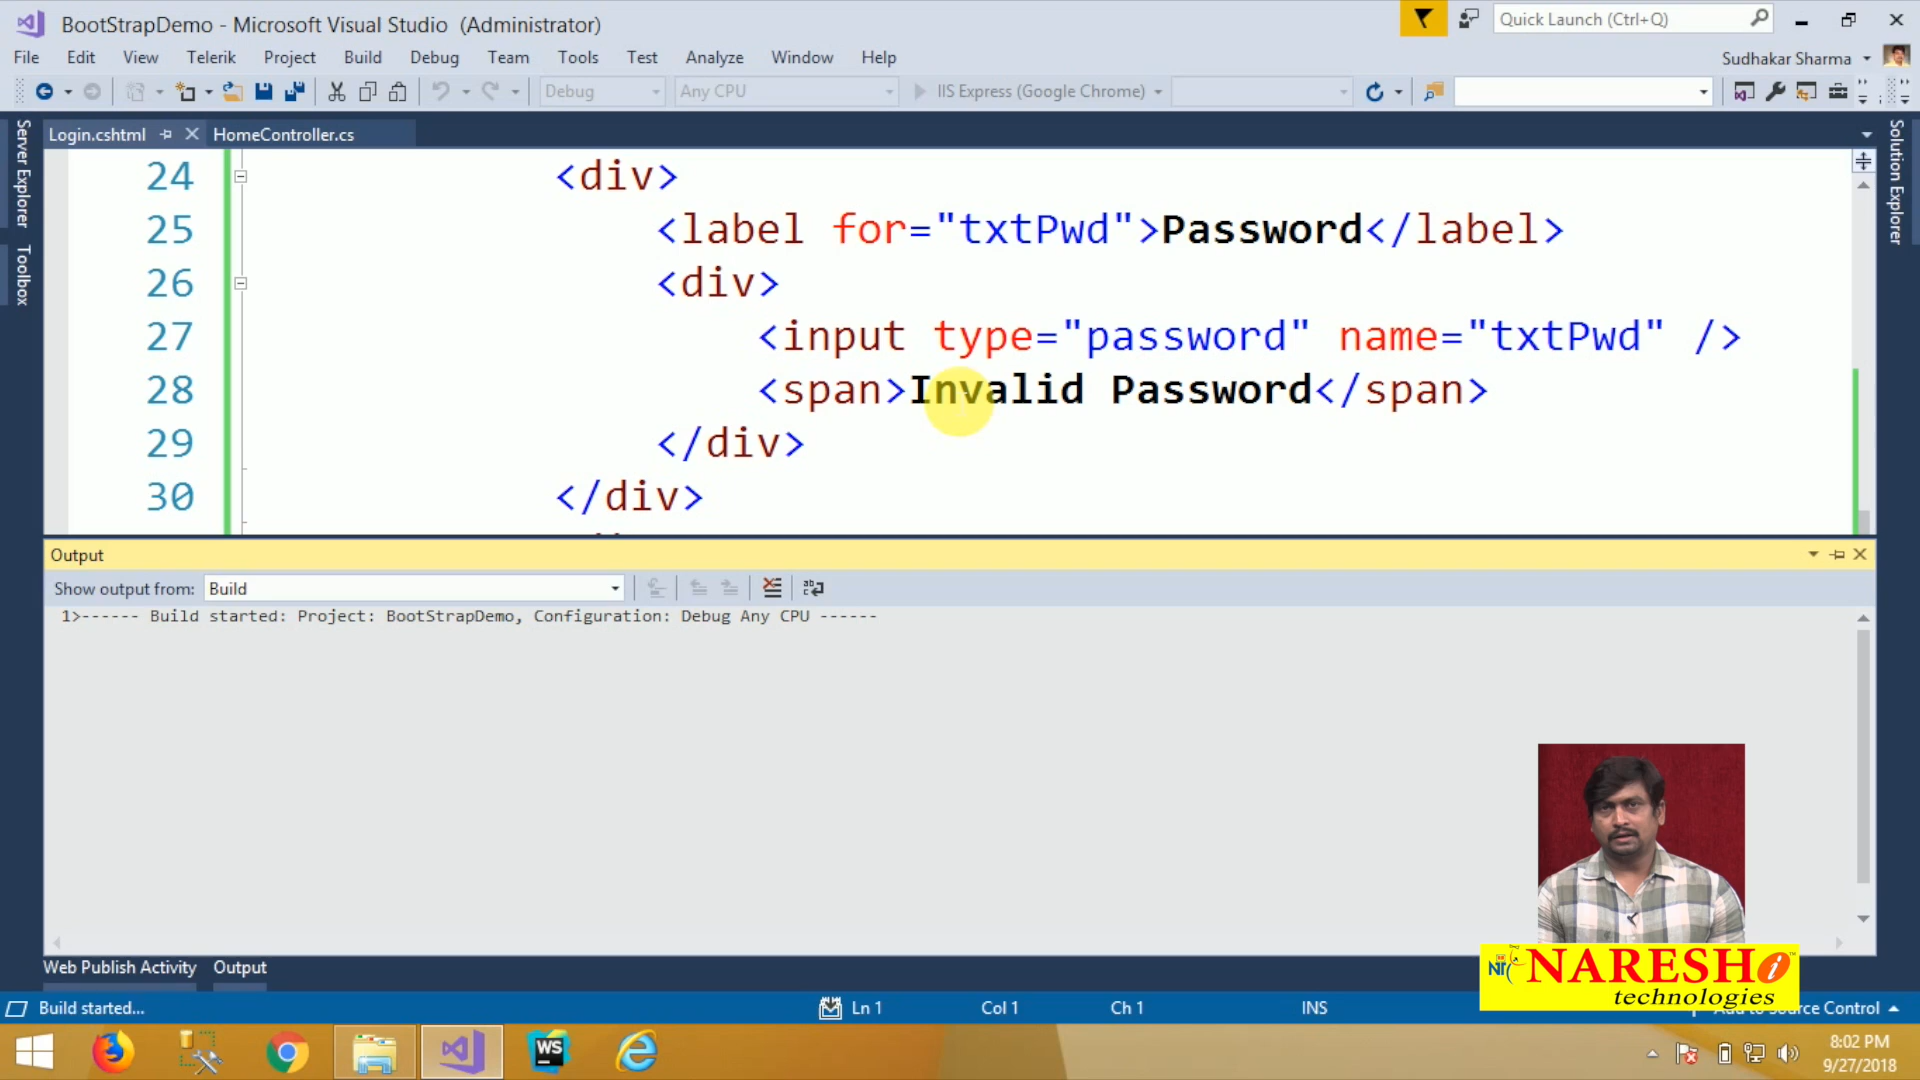 BootStrapDemo - Microsoft Visual Studio (Administrator)
Quick Launch (Ctrl+Q)
File Edit View Telerik Project Build Debug Team Tools Test Analyze Window Help
Sudhakar Sharma
Debug Any CPU IIS Express (Google Chrome)
Server Explorer
Toolbox
Solution Explorer
Login.cshtml HomeController.cs
24 <div>
25 <label for="txtPwd">Password</label>
26 <div>
27 <input type="password" name="txtPwd" />
28 <span>Invalid Password</span>
29 </div>
30 </div>
Output
Show output from: Build
1>------ Build started: Project: BootStrapDemo, Configuration: Debug Any CPU ------
NARESH i
technologies
Web Publish Activity Output
Build started... Ln 1 Col 1 Ch 1 INS Add to Source Control
WS
8:02 PM
9/27/2018